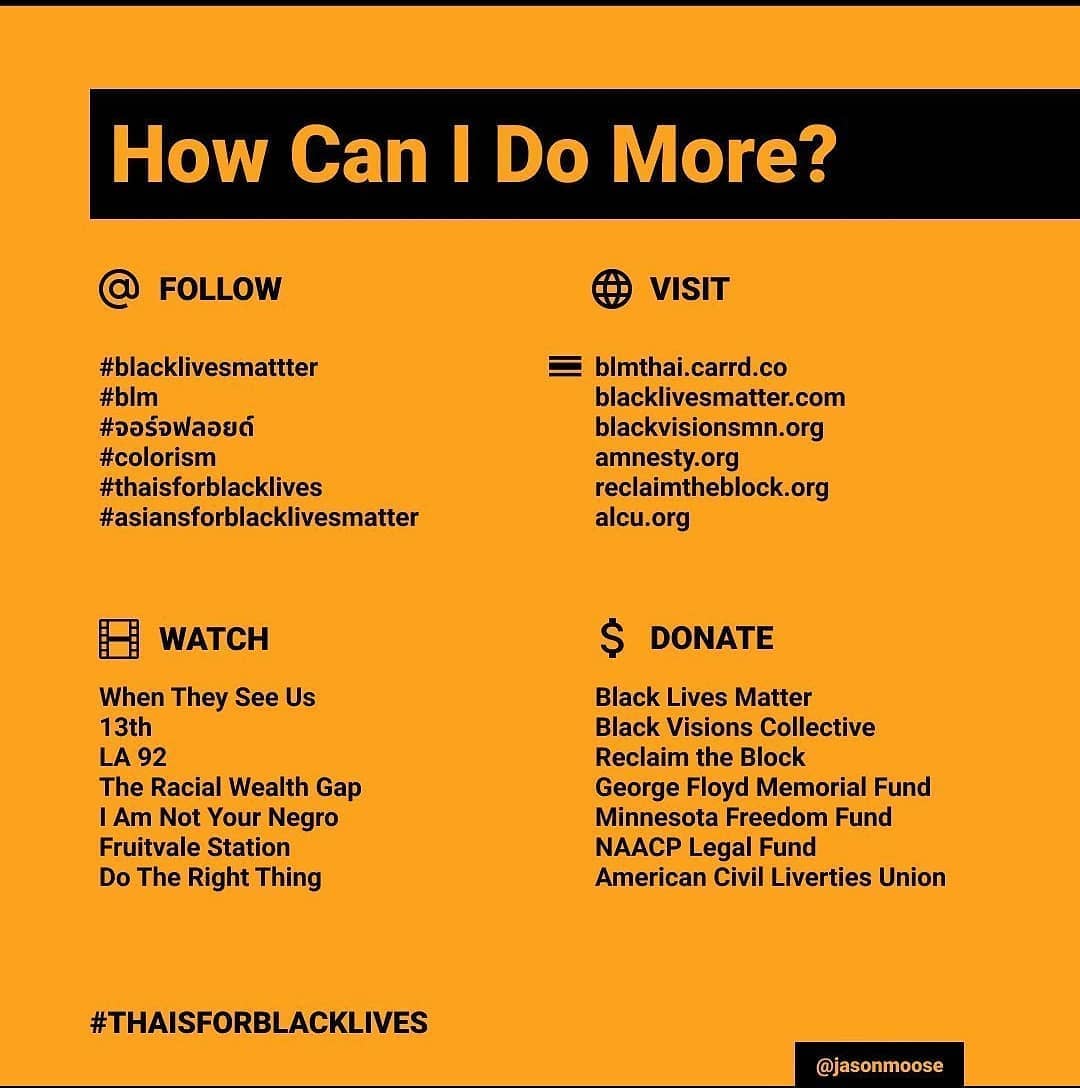 How Can I Do More?
@ FOLLOW
#blacklivesmattter
#blm
#จอร์จฟลอยด์
#colorism
#thaisforblacklives
#asiansforblacklivesmatter
VISIT
blmthai.carrd.co
blacklivesmatter.com
blackvisionsmn.org
amnesty.org
reclaimtheblock.org
alcu.org
WATCH
When They See Us
13th
LA 92
The Racial Wealth Gap
I Am Not Your Negro
Fruitvale Station
Do The Right Thing
$ DONATE
Black Lives Matter
Black Visions Collective
Reclaim the Block
George Floyd Memorial Fund
Minnesota Freedom Fund
NAACP Legal Fund
American Civil Liverties Union
#THAISFORBLACKLIVES
@jasonmoose